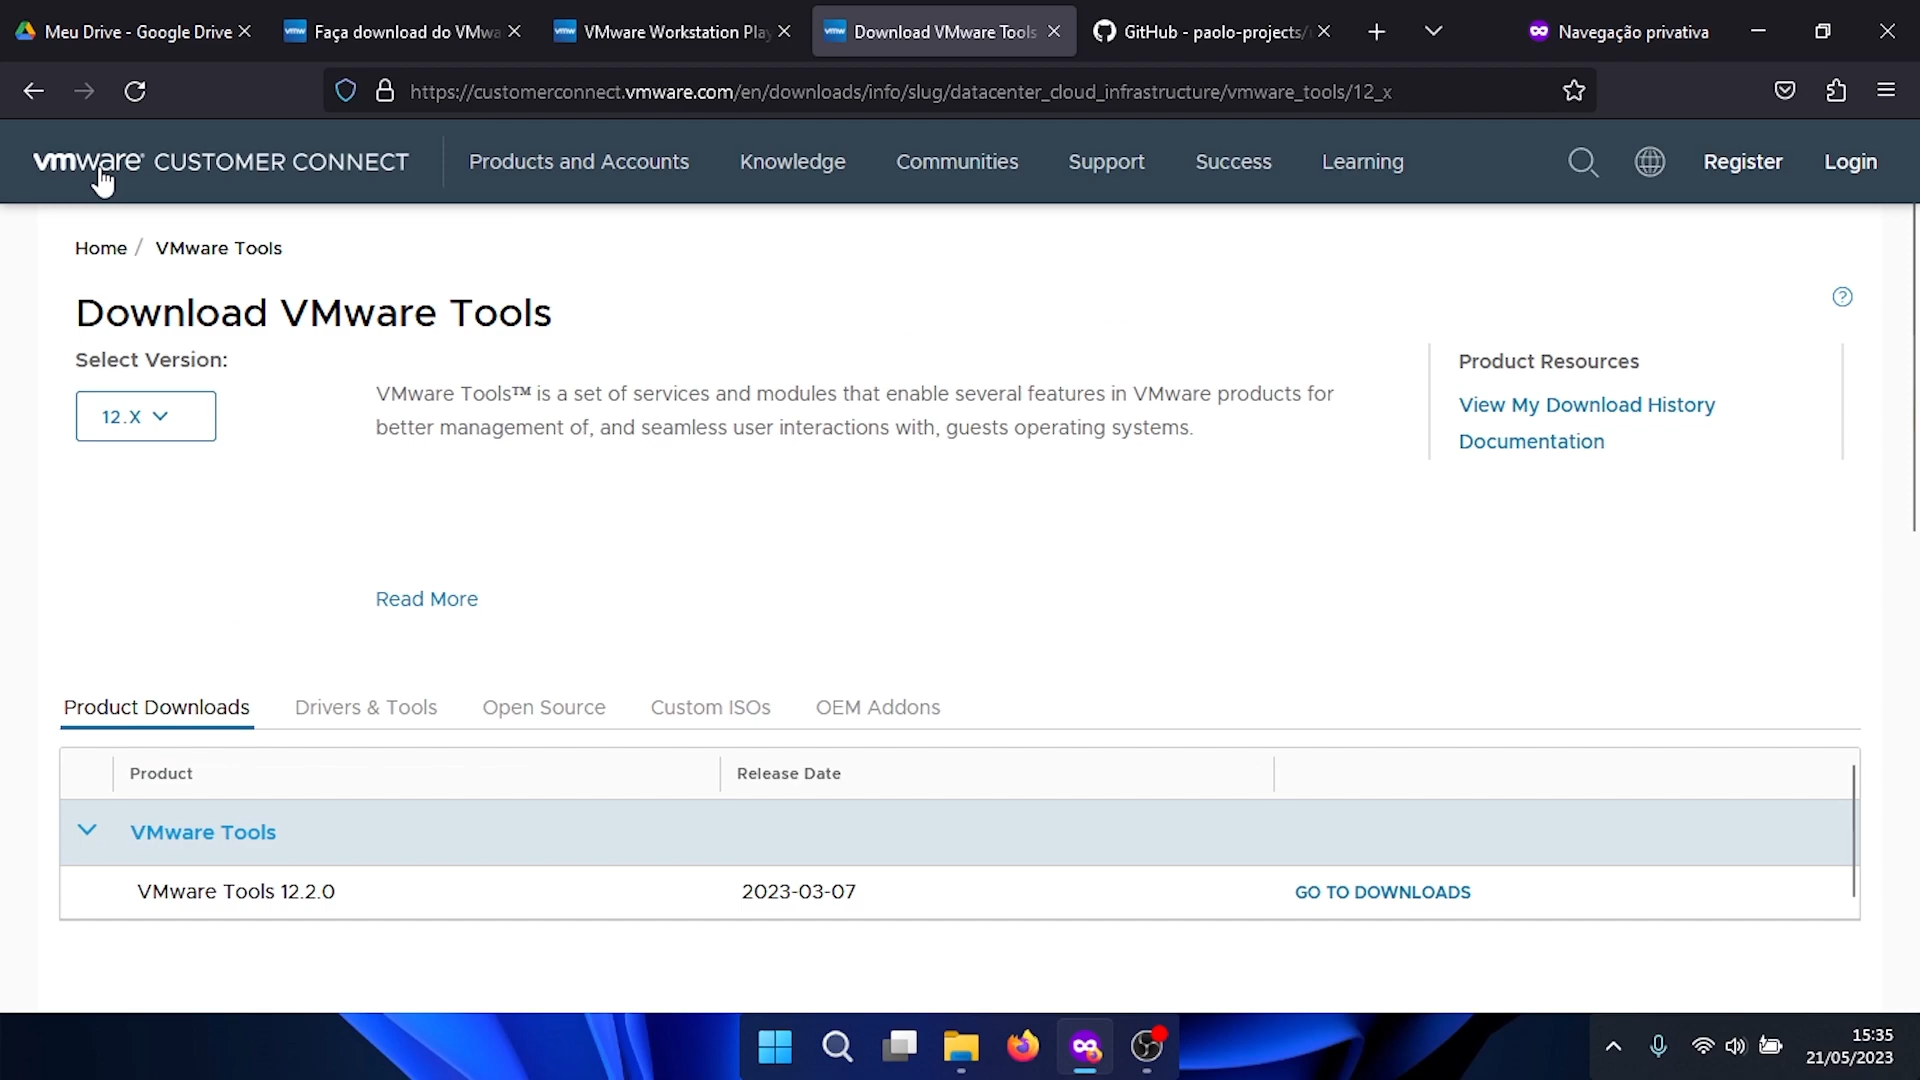 Meu Drive - Google Drive
Faça download do VMwa
VMware Workstation Play
Download VMware Tools
GitHub - paolo-projects/
Navegação privativa
https://customerconnect.vmware.com/en/downloads/info/slug/datacenter_cloud_infrastructure/vmware_tools/12_x
vmware® CUSTOMER CONNECT
Products and Accounts
Knowledge
Communities
Support
Success
Learning
Register
Login
Home / VMware Tools
Download VMware Tools
Select Version:
12.X
VMware Tools™ is a set of services and modules that enable several features in VMware products for
better management of, and seamless user interactions with, guests operating systems.
Read More
Product Resources
View My Download History
Documentation
Product Downloads
Drivers & Tools
Open Source
Custom ISOs
OEM Addons
Product
Release Date
VMware Tools
VMware Tools 12.2.0
2023-03-07
GO TO DOWNLOADS
15:35
21/05/2023